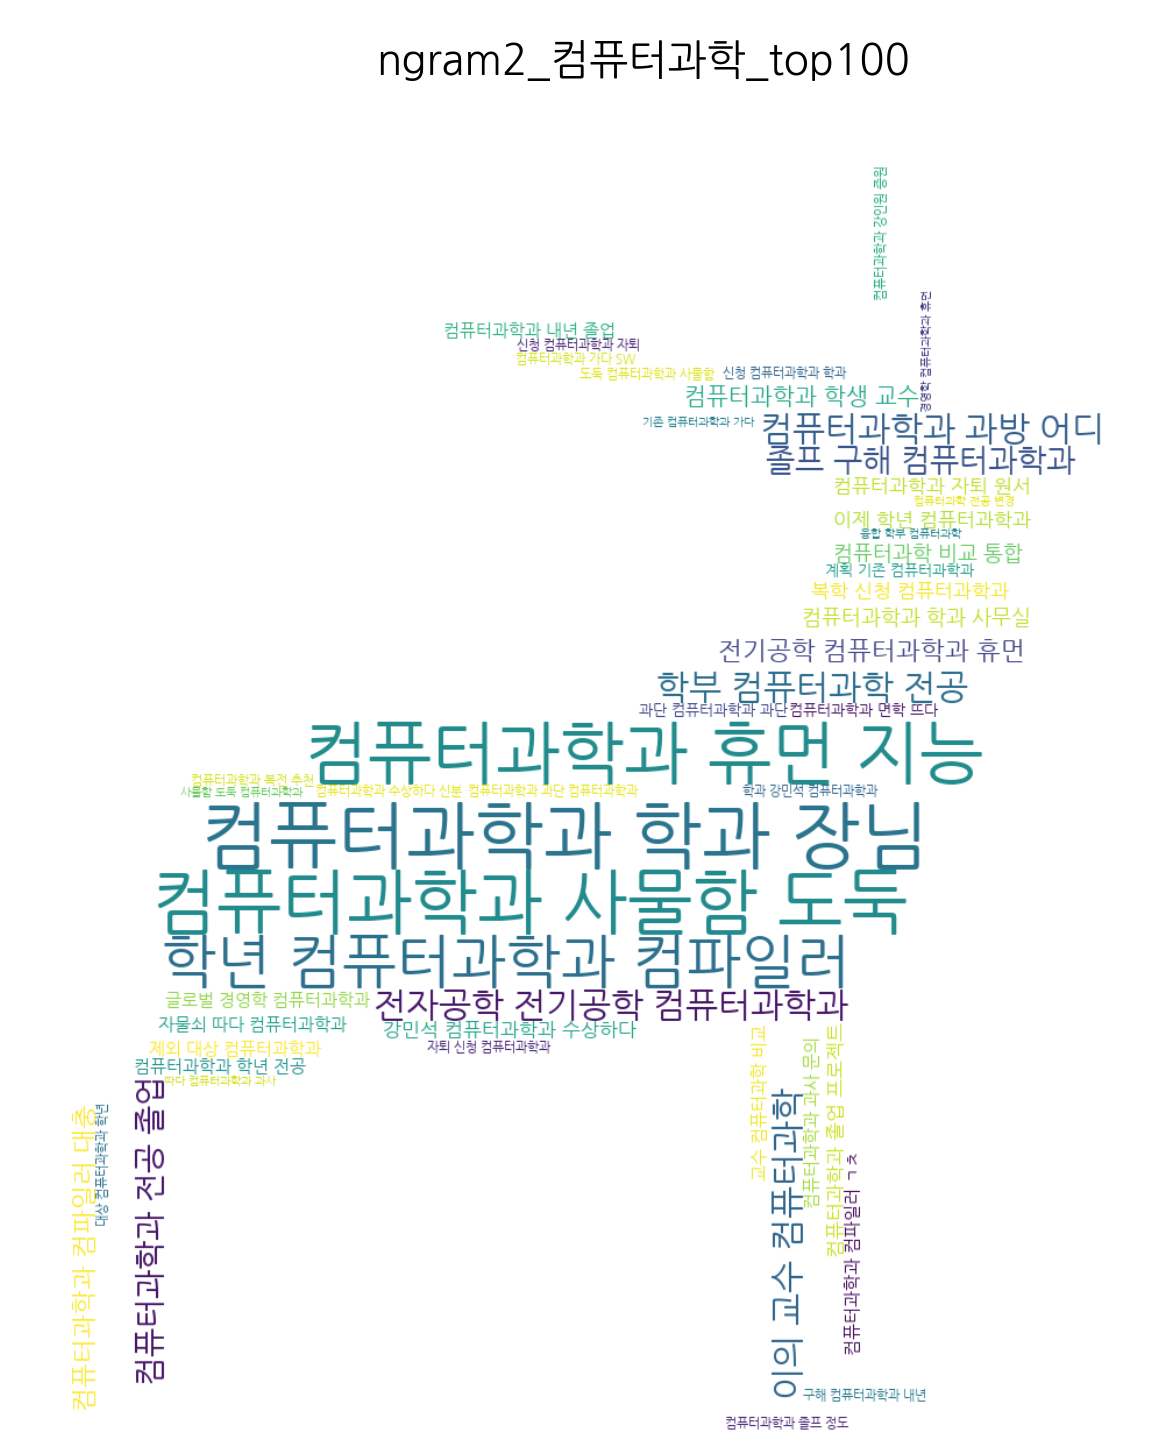 ngram2_컴퓨터과학_top100
컴퓨터과학과 강인원 증원
경영학 컴퓨터과학과 휴먼
컴퓨터과학과 내년 졸업
신청 컴퓨터과학과 자퇴
컴퓨터과학과 가다 SW
도둑 컴퓨터과학과 사물함
신청 컴퓨터과학과 학과
컴퓨터과학과 학생 교수
기존 컴퓨터과학과 가다
컴퓨터과학과 과방 어디
졸프 구해 컴퓨터과학과
컴퓨터과학과 자퇴 원서
컴퓨터과학 전공 변경
이제 학년 컴퓨터과학과
융합 학부 컴퓨터과학
컴퓨터과학 비교 통합
계획 기존 컴퓨터과학과
복학 신청 컴퓨터과학과
컴퓨터과학과 학과 사무실
전기공학 컴퓨터과학과 휴먼
학부 컴퓨터과학 전공
과단 컴퓨터과학과 과단
컴퓨터과학과 면학 뜨다
컴퓨터과학과 휴먼 지능
컴퓨터과학과 복전 추천
사물함 도둑 컴퓨터과학과
컴퓨터과학과 수상하다 신분
컴퓨터과학과 과단 컴퓨터과학과
학과 강민석 컴퓨터과학과
컴퓨터과학과 학과 장님
컴퓨터과학과 사물함 도둑
학년 컴퓨터과학과 컴파일러
글로벌 경영학 컴퓨터과학과
전자공학 전기공학 컴퓨터과학과
자물쇠 따다 컴퓨터과학과
강민석 컴퓨터과학과 수상하다
제외 대상 컴퓨터과학과
자퇴 신청 컴퓨터과학과
컴퓨터과학과 학년 전공
따다 컴퓨터과학과 과사
컴퓨터과학과 컴파일러 대충
대상 컴퓨터과학과 학년
컴퓨터과학과 전공 졸업
교수 컴퓨터과학 비교
이의 교수 컴퓨터과학
컴퓨터과학과 과사 문의
컴퓨터과학과 졸업 프로젝트
컴퓨터과학과 컴파일러 ㄱㅊ
구해 컴퓨터과학과 내년
컴퓨터과학과 졸프 정도